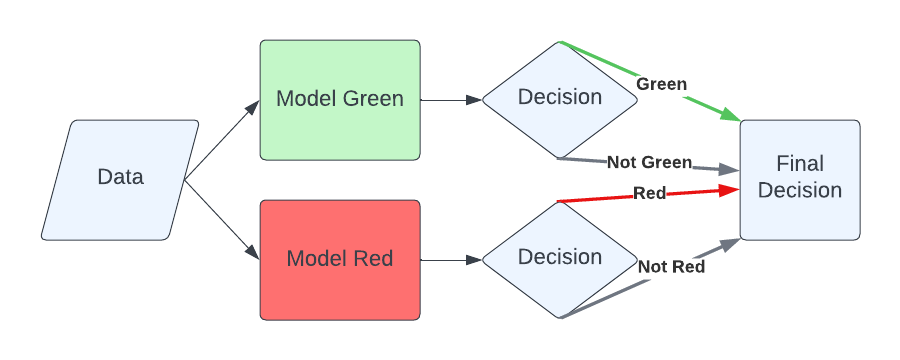 Data
Model Green
Decision
Green
Not Green
Final
Decision
Model Red
Decision
Red
Not Red